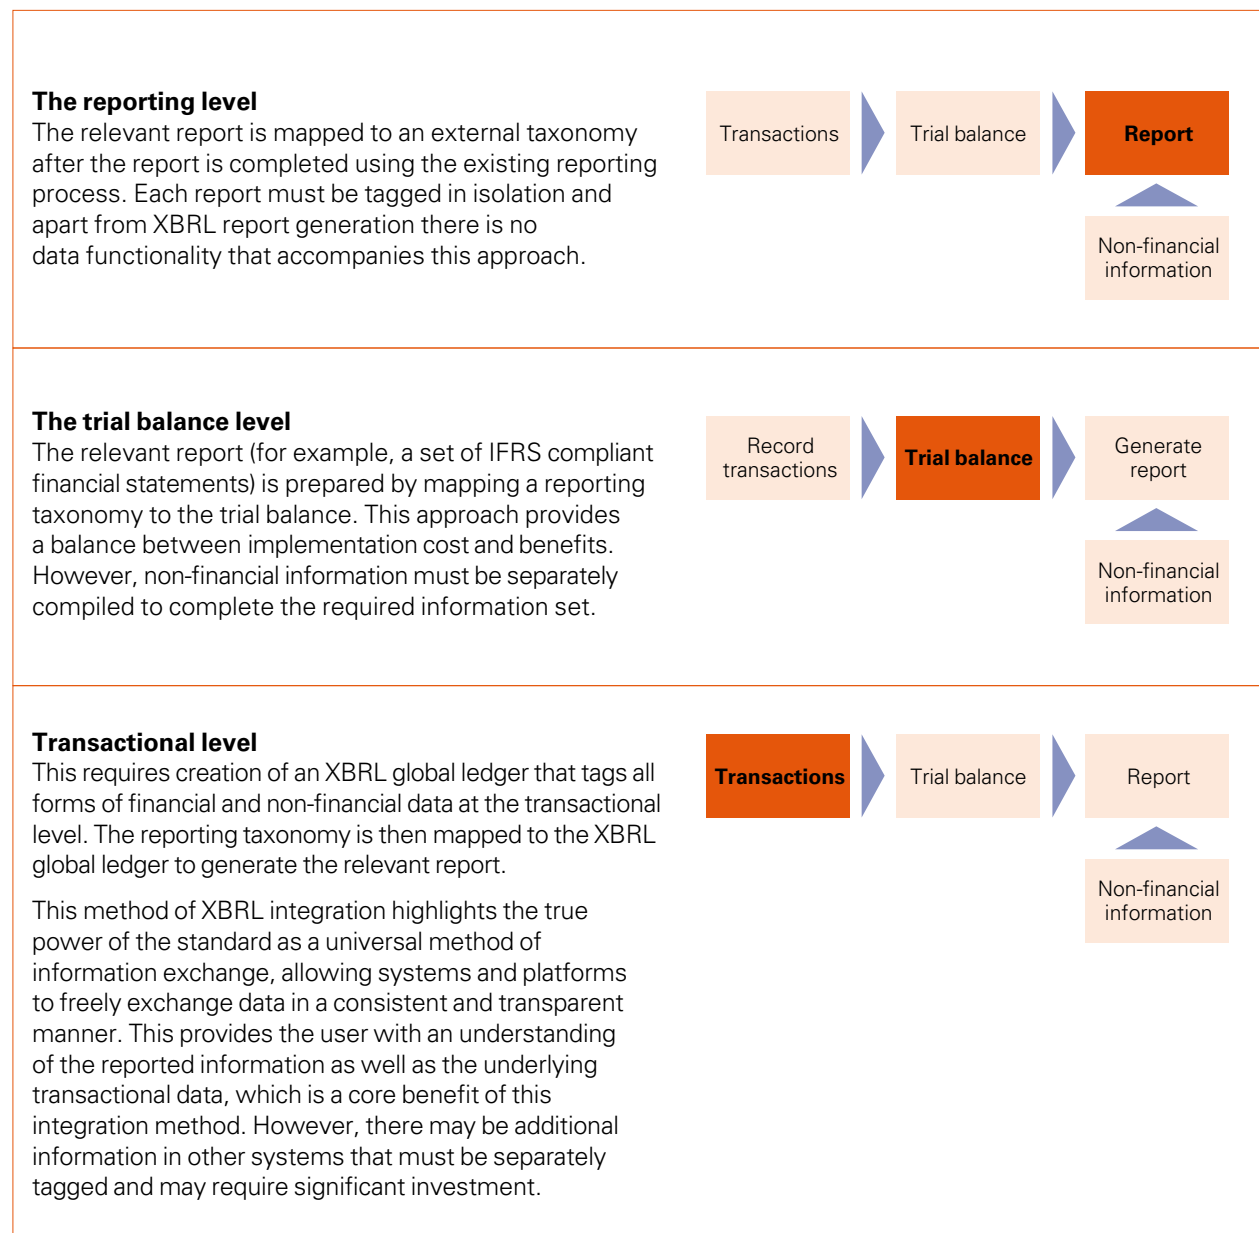 The reporting level
The relevant report is mapped to an external taxonomy
after the report is completed using the existing reporting
process. Each report must be tagged in isolation and
apart from XBRL report generation there is no
data functionality that accompanies this approach.
Transactions
Trial balance
Report
Non-financial
information
The trial balance level
The relevant report (for example, a set of IFRS compliant
financial statements) is prepared by mapping a reporting
taxonomy to the trial balance. This approach provides
a balance between implementation cost and benefits.
However, non-financial information must be separately
compiled to complete the required information set.
Record
transactions
Trial balance
Generate
report
Non-financial
information
Transactional level
This requires creation of an XBRL global ledger that tags all
forms of financial and non-financial data at the transactional
level. The reporting taxonomy is then mapped to the XBRL
global ledger to generate the relevant report.
This method of XBRL integration highlights the true
power of the standard as a universal method of
information exchange, allowing systems and platforms
to freely exchange data in a consistent and transparent
manner. This provides the user with an understanding
of the reported information as well as the underlying
transactional data, which is a core benefit of this
integration method. However, there may be additional
information in other systems that must be separately
tagged and may require significant investment.
Transactions
Trial balance
Report
Non-financial
information